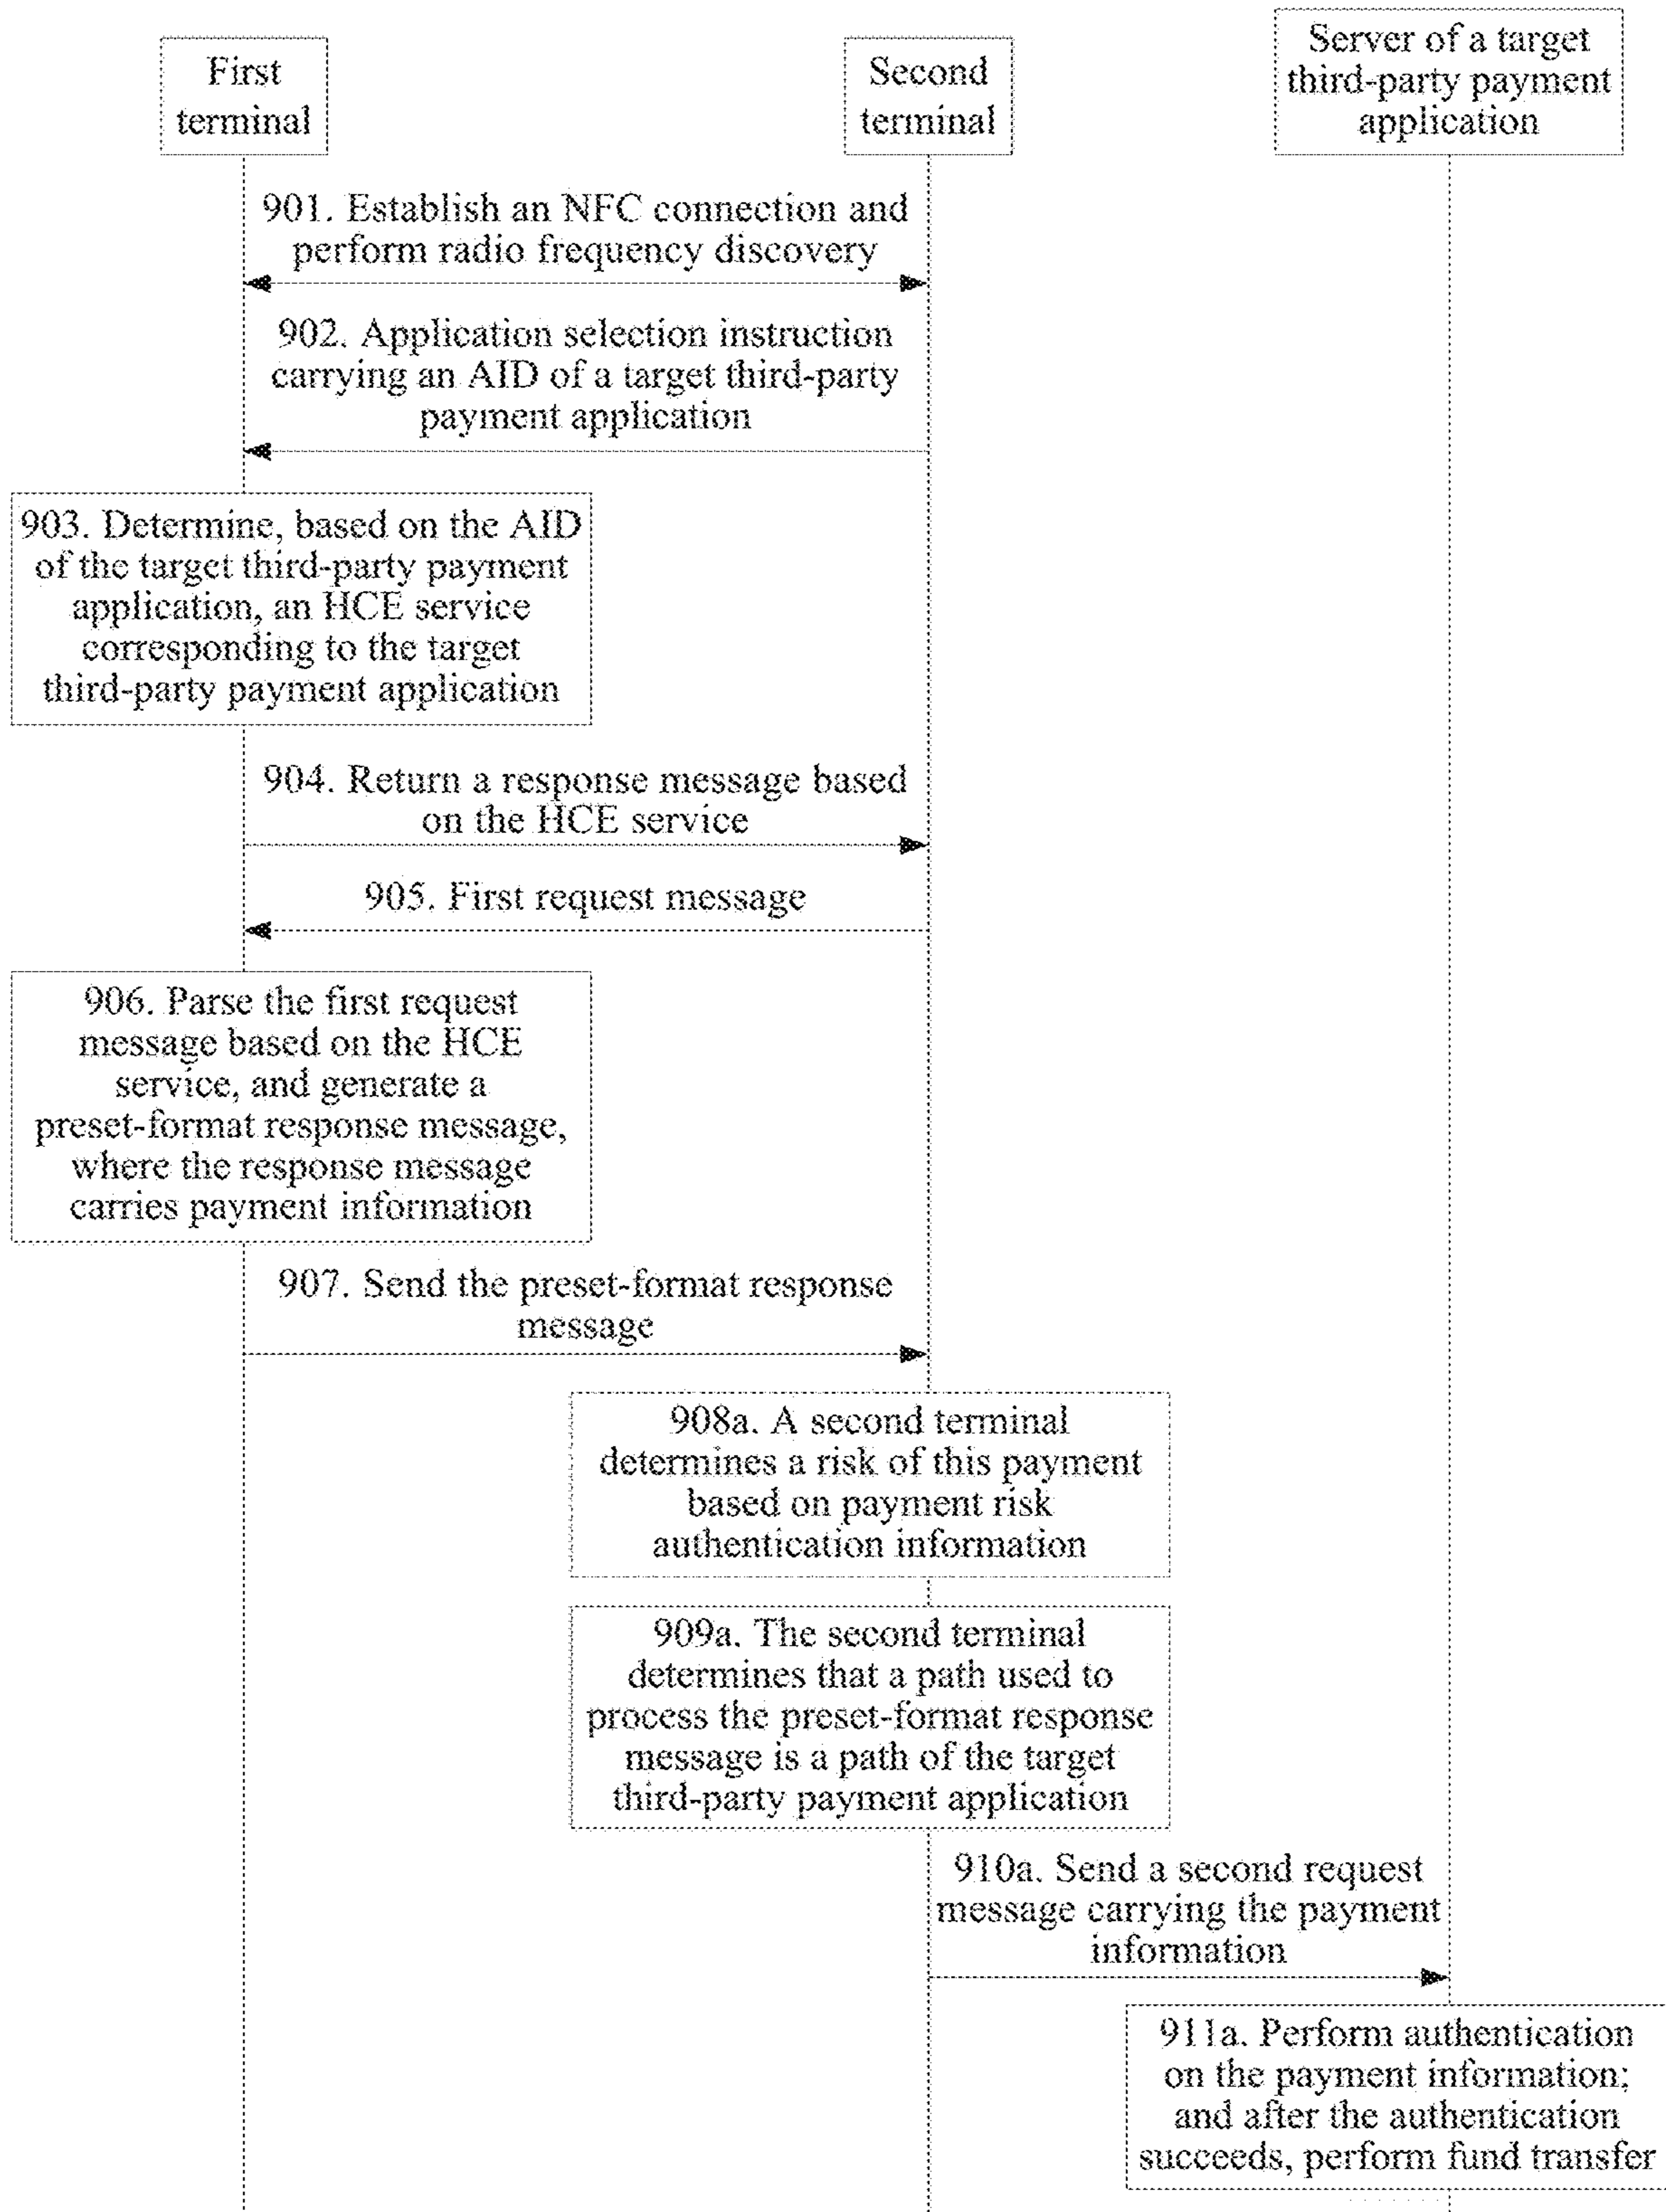 First
terminal
Second
terminal
Server of a target
third-party payment
application
901. Establish an NFC connection and
perform radio frequency discovery
902. Application selection instruction
carrying an AID of a target third-party
payment application
903. Determine, based on the AID
of the target third-party payment
application, an HCE service
corresponding to the target
third-party payment application
904. Return a response message based
on the HCE service
905. First request message
906. Parse the first request
message based on the HCE
service, and generate a
preset-format response message,
where the response message
carries payment information
907. Send the preset-format response
message
908a. A second terminal
determines a risk of this payment
based on payment risk
authentication information
909a. The second terminal
determines that a path used to
process the preset-format response
message is a path of the target
third-party payment application
910a. Send a second request
message carrying the payment
information
911a. Perform authentication
on the payment information;
and after the authentication
succeeds, perform fund transfer